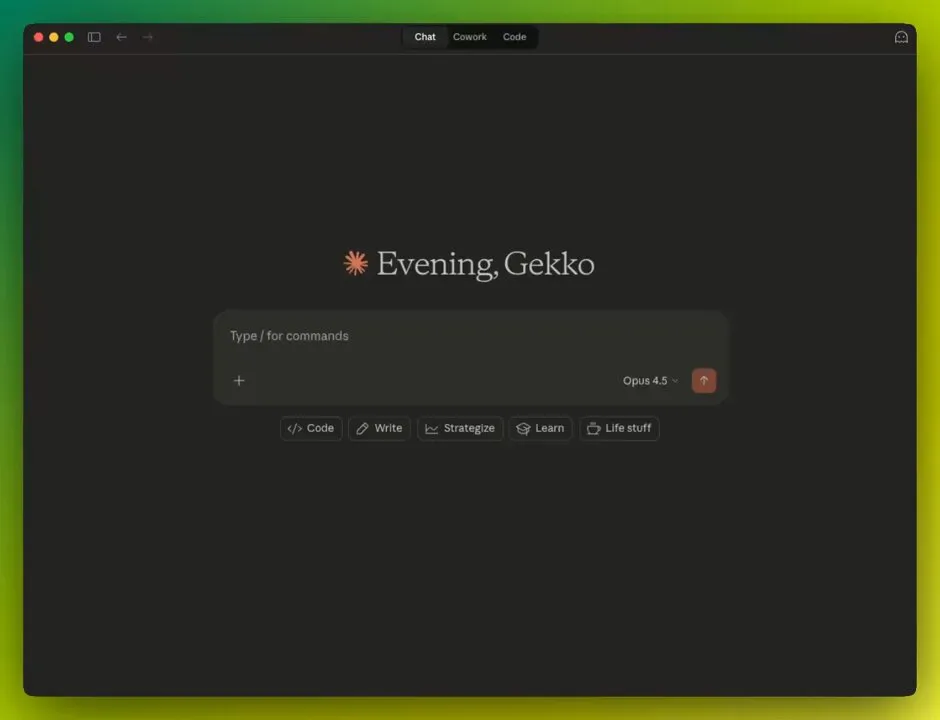 Chat Cowork Code
Evening, Gekko
Type / for commands
Opus 4.5
</> Code Write Strategize Learn Life stuff